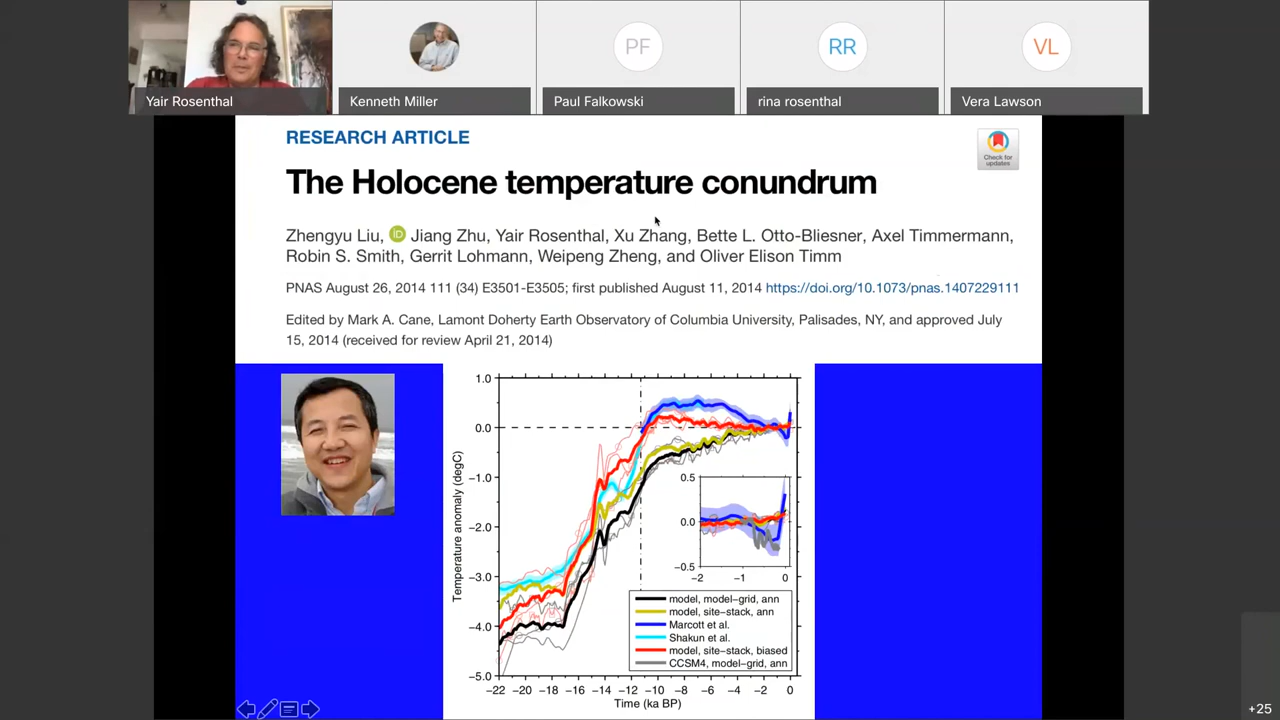 PF
RR
VL
Yair Rosenthal
Kenneth Miller
Paul Falkowski
rina rosenthal
Vera Lawson
RESEARCH ARTICLE
Check for
updates
The Holocene temperature conundrum
Zhengyu Liu, iD Jiang Zhu, Yair Rosenthal, Xu Zhang, Bette L. Otto-Bliesner, Axel Timmermann,
Robin S. Smith, Gerrit Lohmann, Weipeng Zheng, and Oliver Elison Timm
PNAS August 26, 2014 111 (34) E3501-E3505; first published August 11, 2014 https://doi.org/10.1073/pnas.1407229111
Edited by Mark A. Cane, Lamont Doherty Earth Observatory of Columbia University, Palisades, NY, and approved July
15, 2014 (received for review April 21, 2014)
Temperature anomaly (degC)
1.0
0.0
−1.0
−2.0
−3.0
−4.0
−5.0
0.5
0.0
−0.5
−2 −1 0
model, model−grid, ann
model, site−stack, ann
Marcott et al.
Shakun et al.
model, site−stack, biased
CCSM4, model−grid, ann
−22 −20 −18 −16 −14 −12 −10 −8 −6 −4 −2 0
Time (ka BP)
+25